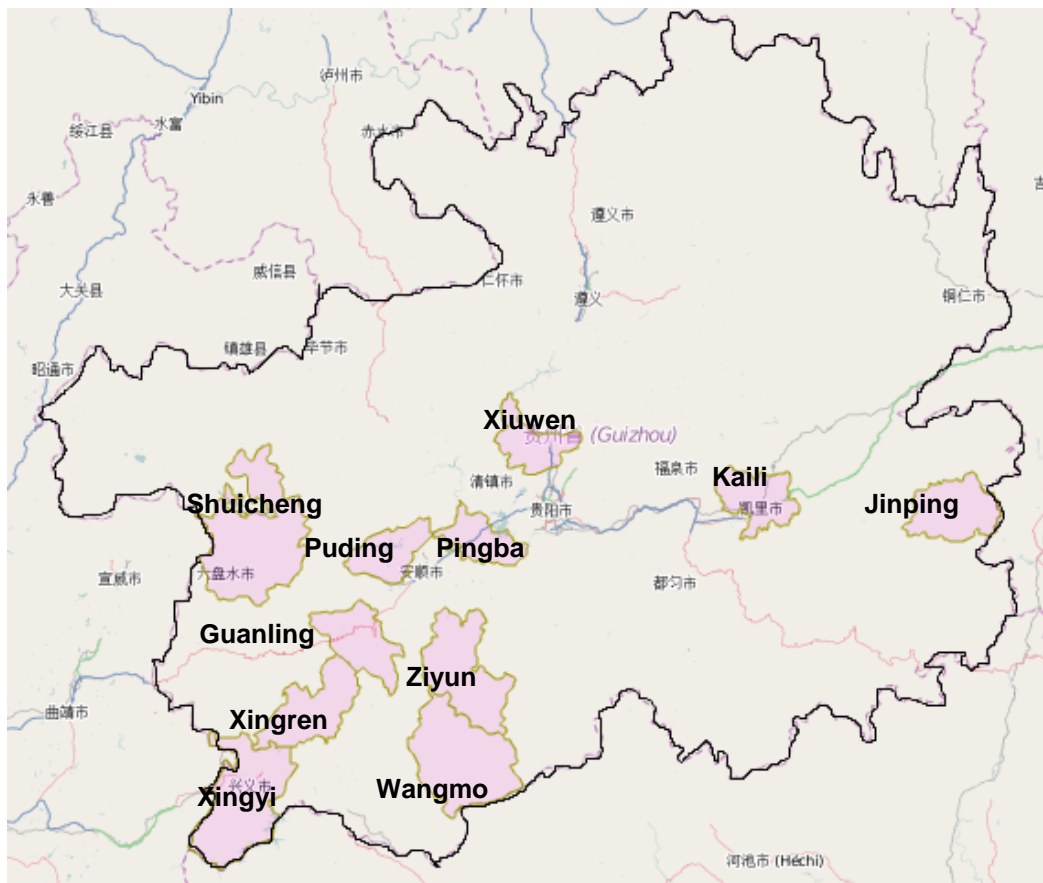 泸州市
Yibin
水富
绥江县
赤水市
永善
遵义市
威信县
仁怀市
大关县
遵义
铜仁市
镇雄县
毕节市
昭通市
Xiuwen
(Guizhou)
福泉市
清镇市
Kaili
Shuicheng
凯里市
Jinping
贵阳市
Puding
Pingba
六盘水市
安顺市
宣威市
都匀市
Guanling
Ziyun
曲靖市
Xingren
兴义市
Xingyi
Wangmo
河池市 (Héchí)